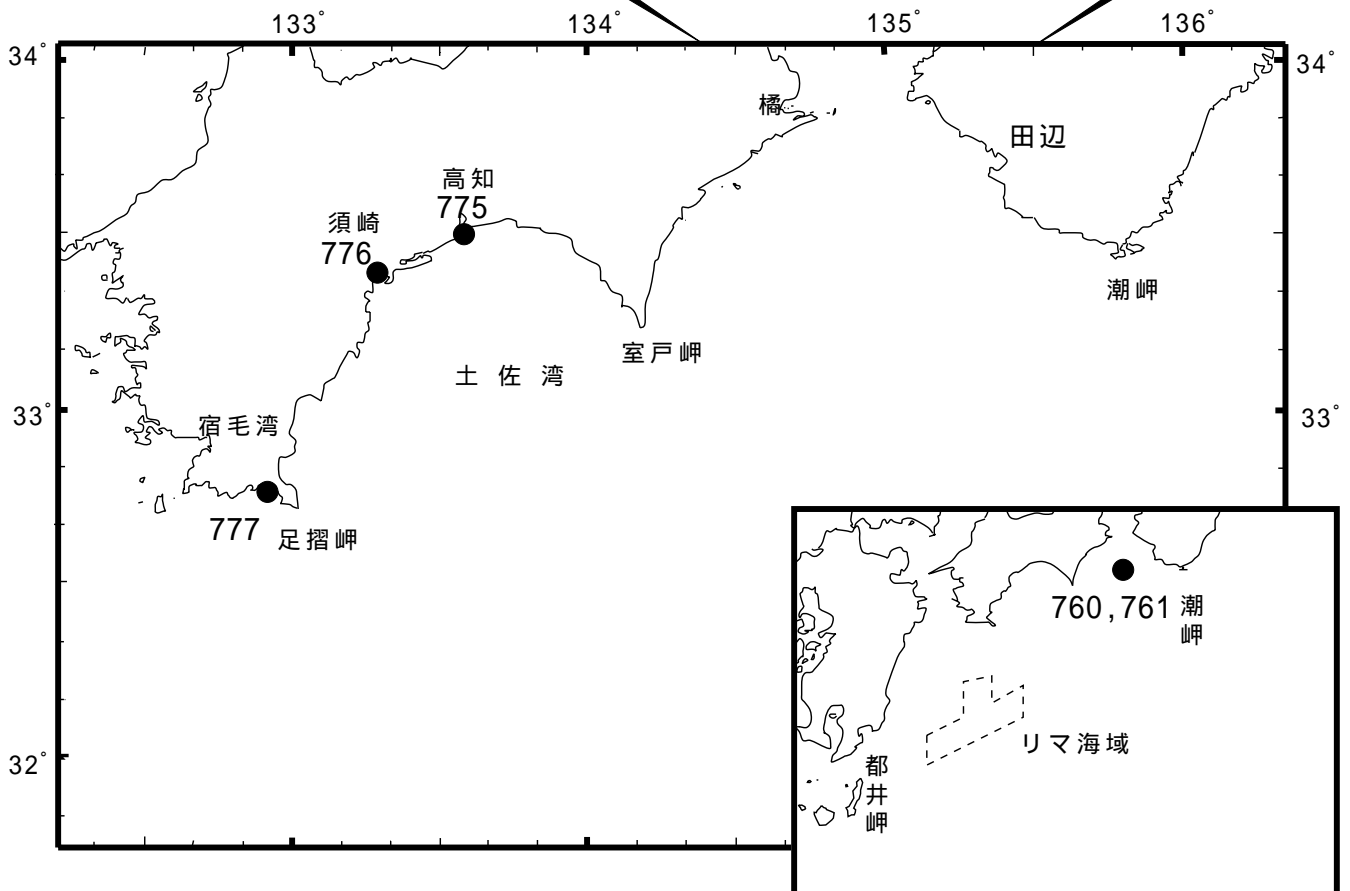 133°
134°
135°
136°
34°
34°
橘
田辺
高知
775
須崎
776
潮岬
室戸岬
土佐湾
33°
33°
宿毛湾
777
足摺岬
760,761
潮岬
リマ海域
都井岬
32°